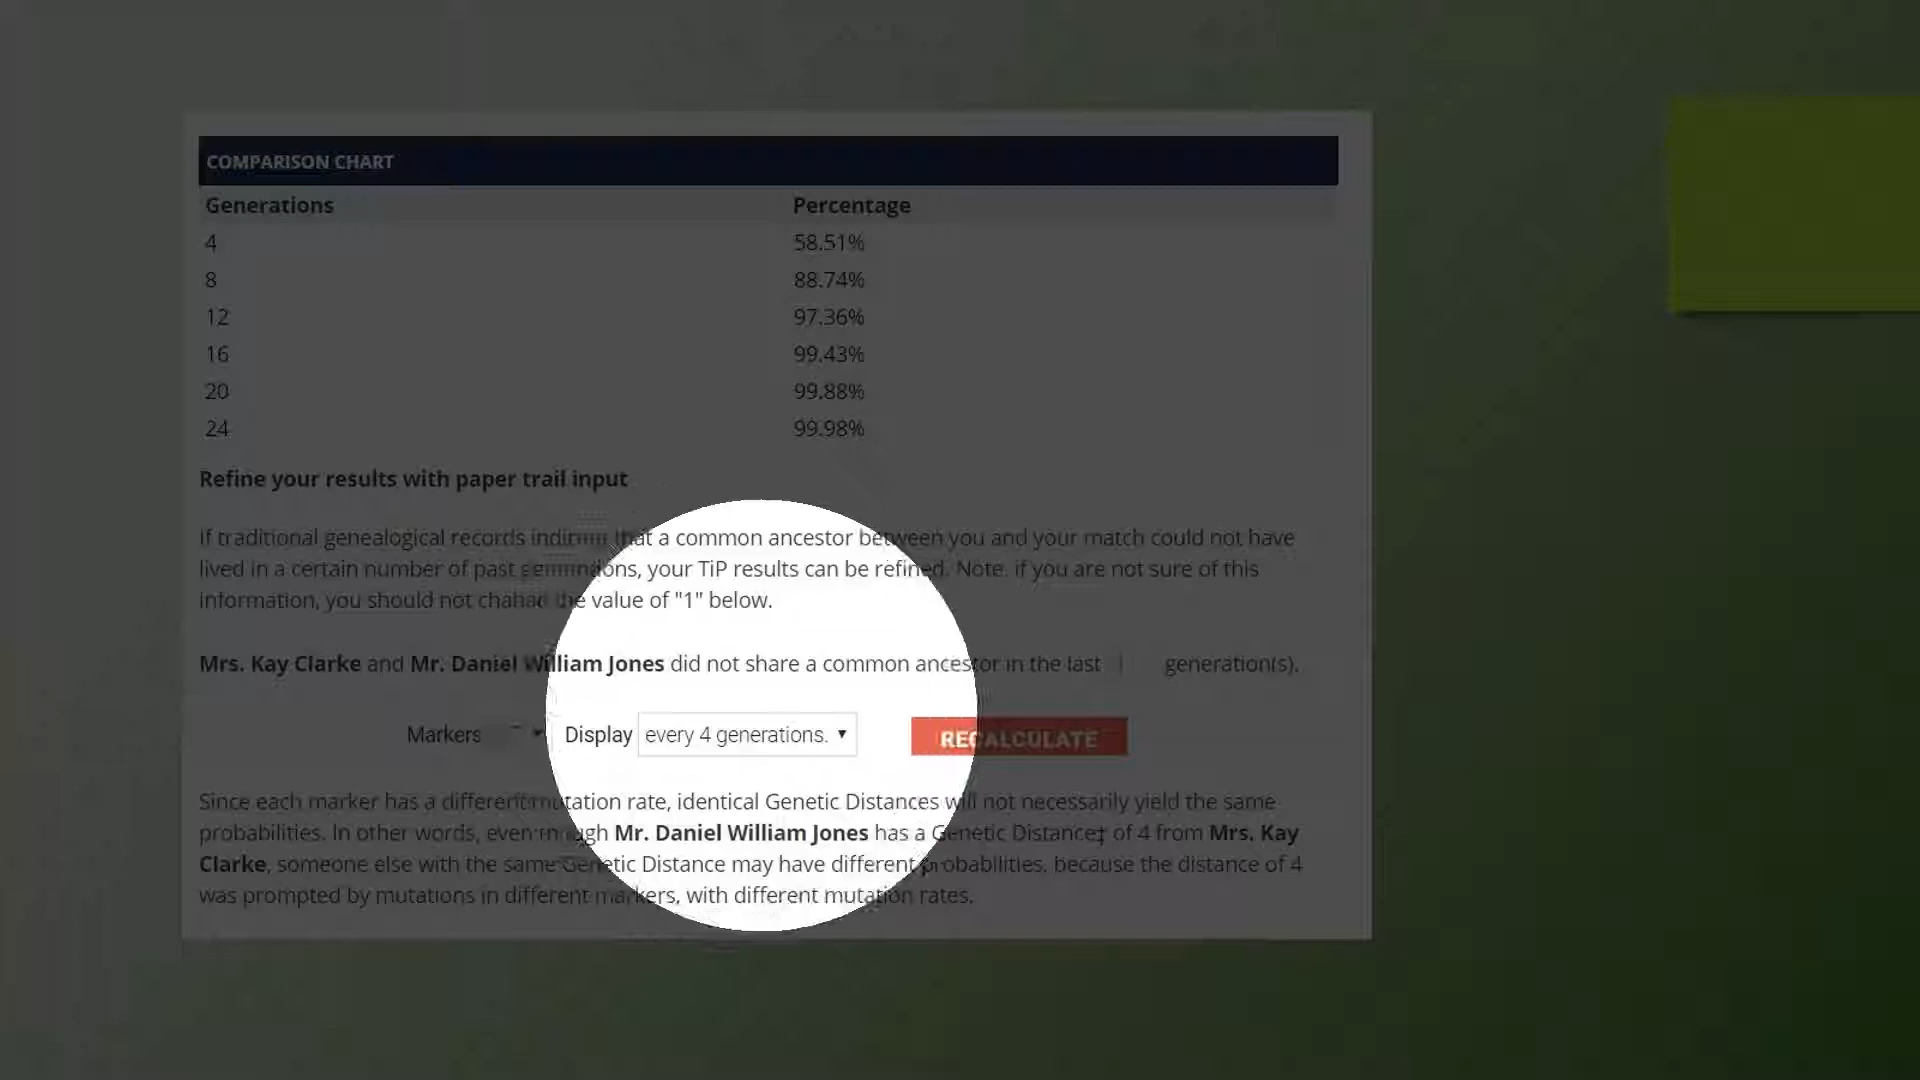 COMPARISON CHART
Generations Percentage
4 58.51%
8 88.74%
12 97.36%
16 99.43%
20 99.88%
24 99.98%
Refine your results with paper trail input
If traditional genealogical records that a common ancestor between you and your match could not have
lived in a certain number of past your TiP results can be refined. Note, if you are not sure of this
information, you should not the value of "1" below.
Mrs. Kay Clarke and Mr. Daniel William Jones did not share a common ancestor in the last generation(s).
Markers Display every 4 generations. RECALCULATE
Since each marker has a different mutation rate, identical Genetic Distances will not necessarily yield the same
probabilities. In other words, even though Mr. Daniel William Jones has a Genetic Distance of 4 from Mrs. Kay
Clarke, someone else with the same Genetic Distance may have different probabilities, because the distance of 4
was prompted by mutations in different markers, with different mutation rates.